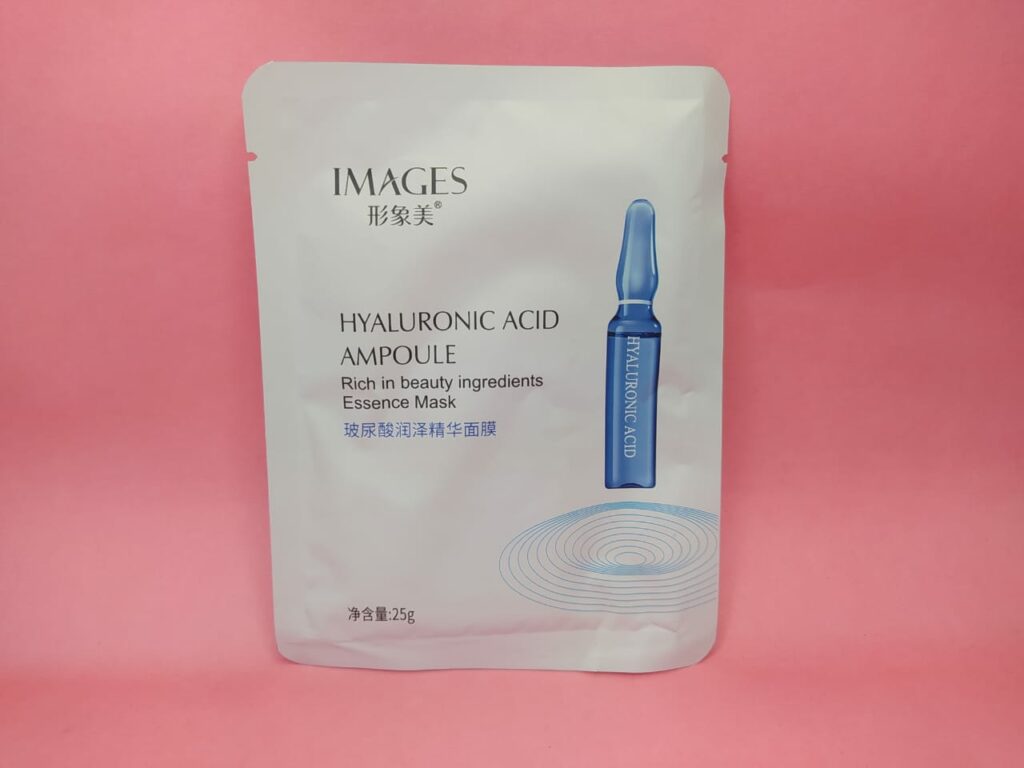 IMAGES
形象美®
HYALURONIC ACID
AMPOULE
Rich in beauty ingredients
Essence Mask
玻尿酸润泽精华面膜
HYALURONIC ACID
净含量:25g